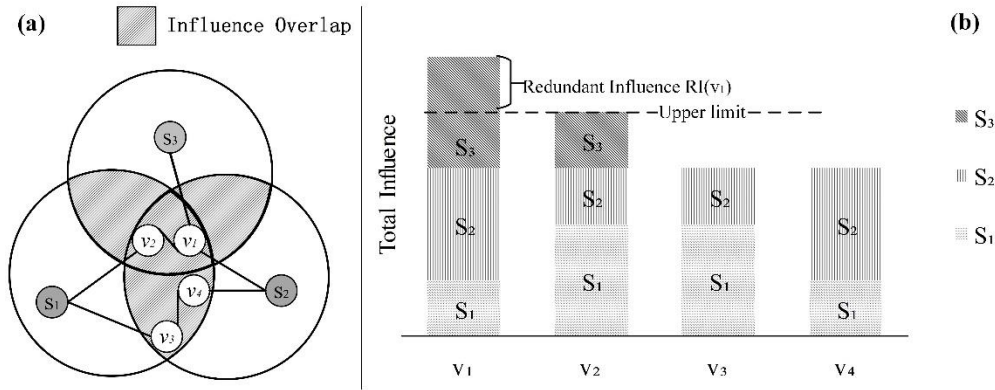 (a)
Influence Overlap
S3
v2 v1
v4
S1 S2
v3
(b)
Redundant Influence RI(v1)
Upper limit
Total Influence
S3 S3
S2 S2 S2 S2
S1 S1 S1 S1
V1 V2 V3 V4
S3
S2
S1